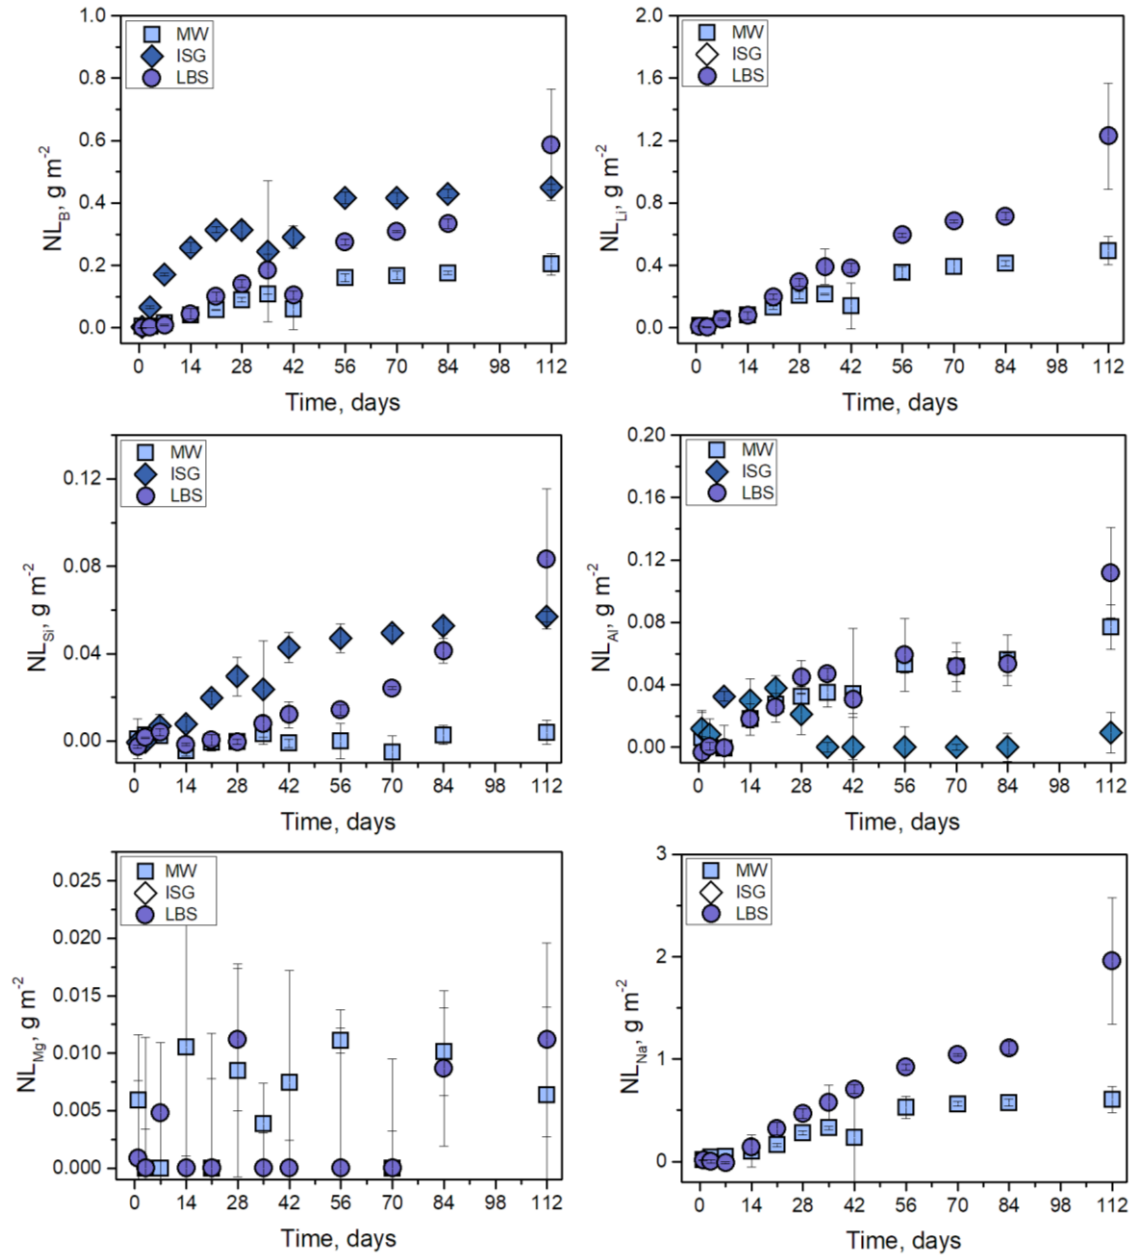 1.0
0.8
0.6
0.4
0.2
0.0
NL_B, g m⁻²
MW
ISG
LBS
0 14 28 42 56 70 84 98 112
Time, days
2.0
1.6
1.2
0.8
0.4
0.0
NL_Li, g m⁻²
MW
ISG
LBS
0 14 28 42 56 70 84 98 112
Time, days
0.12
0.08
0.04
0.00
NL_Si, g m⁻²
MW
ISG
LBS
0 14 28 42 56 70 84 98 112
Time, days
0.20
0.16
0.12
0.08
0.04
0.00
NL_Al, g m⁻²
MW
ISG
LBS
0 14 28 42 56 70 84 98 112
Time, days
0.025
0.020
0.015
0.010
0.005
0.000
NL_Mg, g m⁻²
MW
ISG
LBS
0 14 28 42 56 70 84 98 112
Time, days
3
2
1
0
NL_Na, g m⁻²
MW
ISG
LBS
0 14 28 42 56 70 84 98 112
Time, days